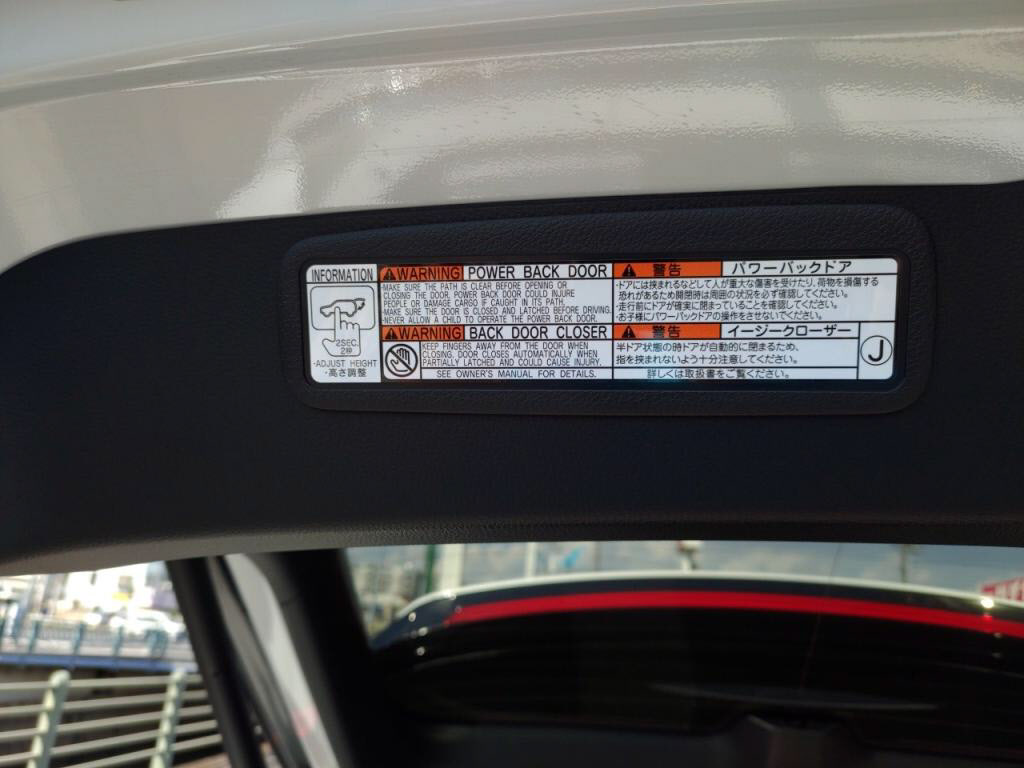 INFORMATION
2SEC.
2秒
·ADJUST HEIGHT
·高さ調整
WARNING POWER BACK DOOR
·MAKE SURE THE PATH IS CLEAR BEFORE OPENING OR
CLOSING THE DOOR. POWER BACK DOOR COULD INJURE
PEOPLE OR DAMAGE CARGO IF CAUGHT IN ITS PATH.
·MAKE SURE THE DOOR IS CLOSED AND LATCHED BEFORE DRIVING.
·NEVER ALLOW A CHILD TO OPERATE THE POWER BACK DOOR.
WARNING BACK DOOR CLOSER
KEEP FINGERS AWAY FROM THE DOOR WHEN
CLOSING. DOOR CLOSES AUTOMATICALLY WHEN
PARTIALLY LATCHED AND COULD CAUSE INJURY.
SEE OWNER'S MANUAL FOR DETAILS.
警告 パワーバックドア
·ドアには挟まれるなどして人が重大な傷害を受けたり、荷物を損傷する
恐れがあるため開閉時は周囲の状況を必ず確認してください。
·走行前にドアが確実に閉まっていることを確認してください。
·お子様にパワーバックドアの操作をさせないでください。
警告 イージークローザー
半ドア状態の時ドアが自動的に閉まるため、
指を挟まれないよう十分注意してください。
詳しくは取扱書をご覧ください。
J